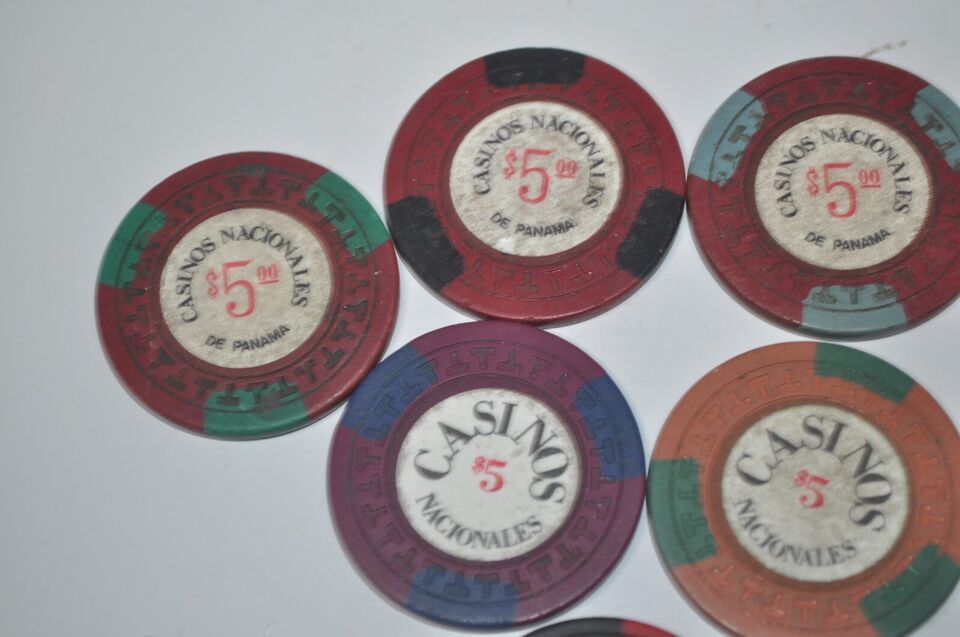 CASINOS NACIONALES
$5.00
DE PANAMA
CASINOS NACIONALES
$5.00
DE PANAMA
CASINOS NACIONALES
$5.00
DE PANAMA
CASINOS
$5
NACIONALES
CASINOS
$5
NACIONALES